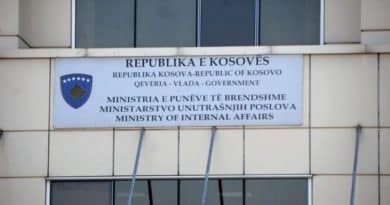 REPUBLIKA E KOSOVËS
REPUBLIKA KOSOVA-REPUBLIC OF KOSOVO
QEVERIA - VLADA - GOVERNMENT
MINISTRIA E PUNËVE TË BRENDSHME
MINISTARSTVO UNUTRAŠNJIH POSLOVA
MINISTRY OF INTERNAL AFFAIRS